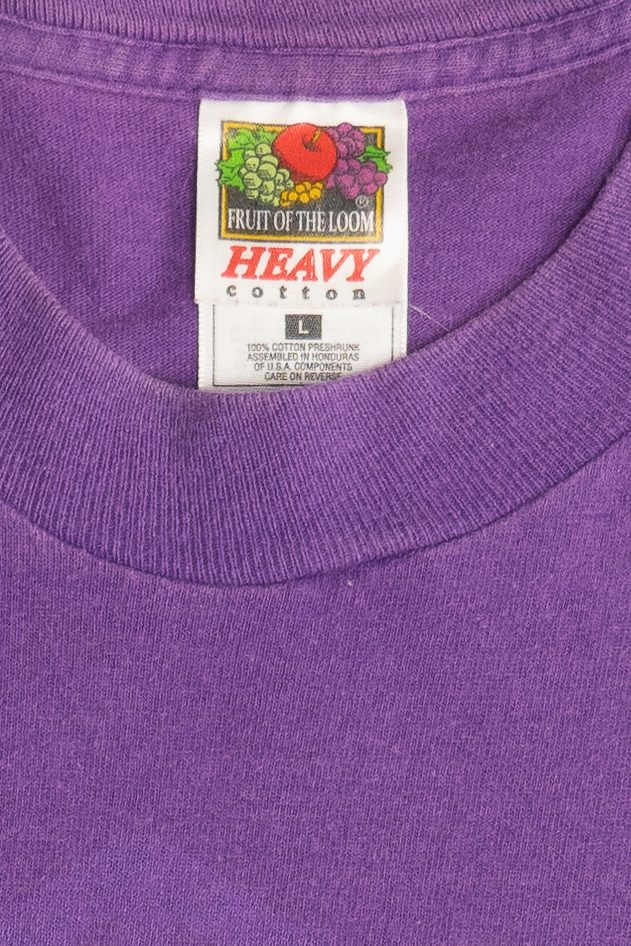 FRUIT OF THE LOOM ®
HEAVY
cotton
L
100% COTTON PRESHRUNK
ASSEMBLED IN HONDURAS
OF U.S.A. COMPONENTS
CARE ON REVERSE